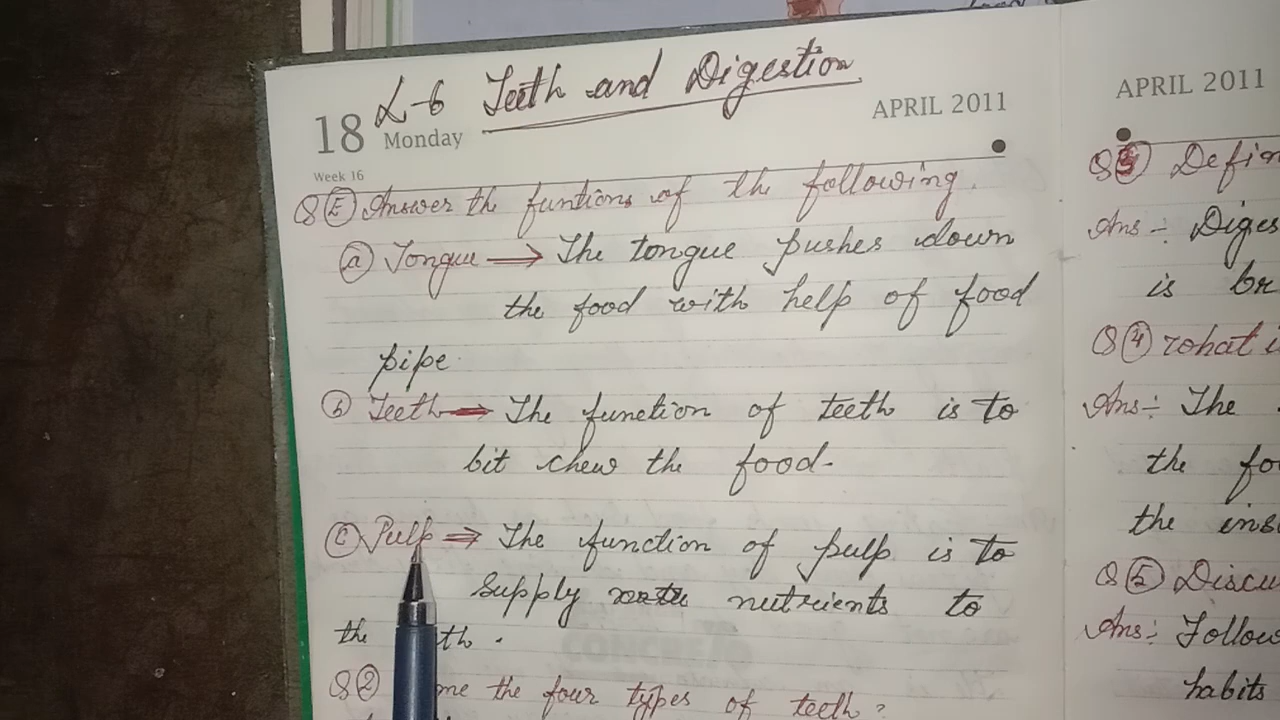 L-6 Teeth and Digestion
18 Monday
APRIL 2011
Week 16
Q ① Answer the funtions of the following.
ⓐ Tongue → The tongue pushes down
the food with help of food
pipe.
ⓑ Teeth → The function of teeth is to
bit chew the food.
ⓒ Pulp ⇒ The function of pulp is to
supply nutrients to
the th.
Q ② me the four types of teeth?
APRIL 2011
Q ③ Defin
Ans :- Diges
is br
Q ④ what i
Ans :- The
the fo
the ins
Q ⑤ Discu
Ans :- Follow
habits